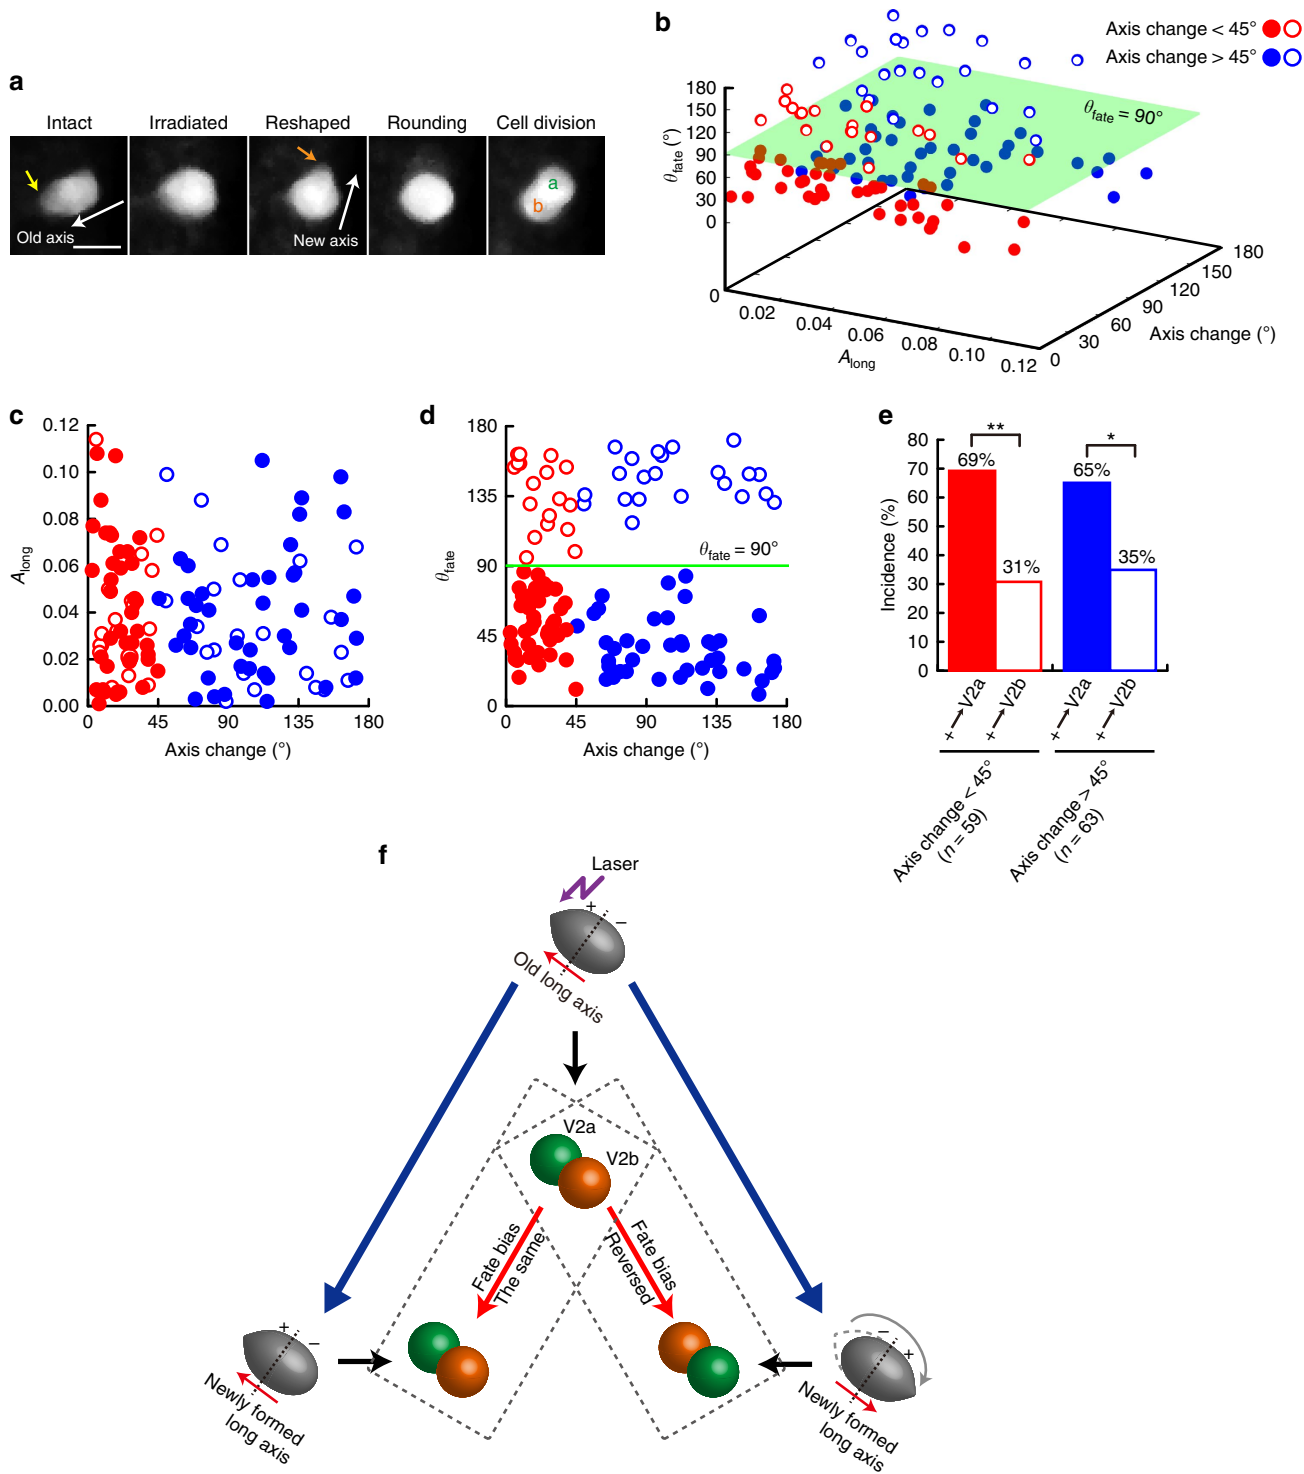 a
Intact
Irradiated
Reshaped
Rounding
Cell division
Old axis
New axis
a
b
b
Axis change < 45°
Axis change > 45°
θfate (°)
180
150
120
90
60
30
0
θfate = 90°
0
0.02
0.04
0.06
0.08
0.10
0.12
Along
0
30
60
90
120
150
180
Axis change (°)
c
Along
0.12
0.10
0.08
0.06
0.04
0.02
0.00
0
45
90
135
180
Axis change (°)
d
θfate
180
135
90
45
0
θfate = 90°
0
45
90
135
180
Axis change (°)
e
Incidence (%)
80
70
60
50
40
30
20
10
0
**
*
69%
31%
65%
35%
+→V2a
+→V2b
+→V2a
+→V2b
Axis change < 45°
(n = 59)
Axis change > 45°
(n = 63)
f
Laser
+
−
Old long axis
V2a
V2b
Fate bias
The same
Fate bias
Reversed
+
−
Newly formed
long axis
−
+
Newly formed
long axis